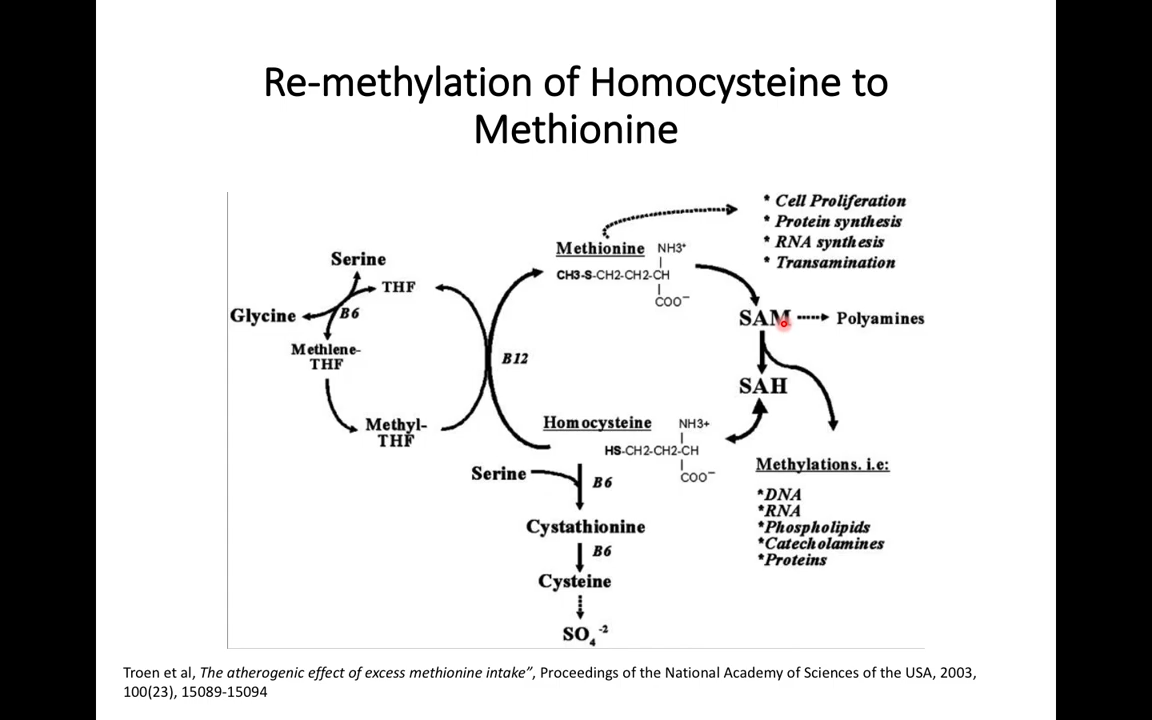 Re-methylation of Homocysteine to
Methionine
* Cell Proliferation
* Protein synthesis
* RNA synthesis
* Transamination
Methionine NH3+
CH3-S-CH2-CH2-CH
COO−
Serine
THF
Glycine
B6
Methlene-
THF
B12
SAM
Polyamines
SAH
Methyl-
THF
Homocysteine NH3+
HS-CH2-CH2-CH
COO−
Serine
B6
Cystathionine
B6
Cysteine
SO4-2
Methylations. i.e:
*DNA
*RNA
*Phospholipids
*Catecholamines
*Proteins
Troen et al, The atherogenic effect of excess methionine intake”, Proceedings of the National Academy of Sciences of the USA, 2003,
100(23), 15089-15094